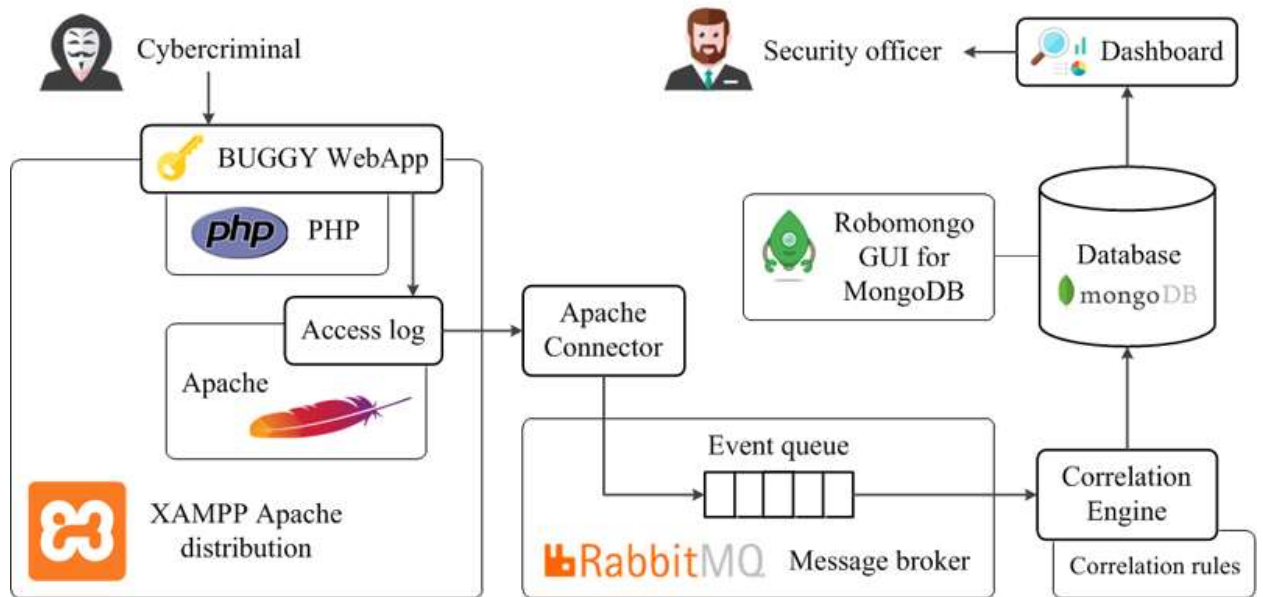 Cybercriminal
Security officer
Dashboard
BUGGY WebApp
php PHP
Robomongo
GUI for
MongoDB
Database
mongoDB
Access log
Apache
Connector
Apache
Event queue
Correlation
Engine
XAMPP Apache
distribution
RabbitMQ Message broker
Correlation rules